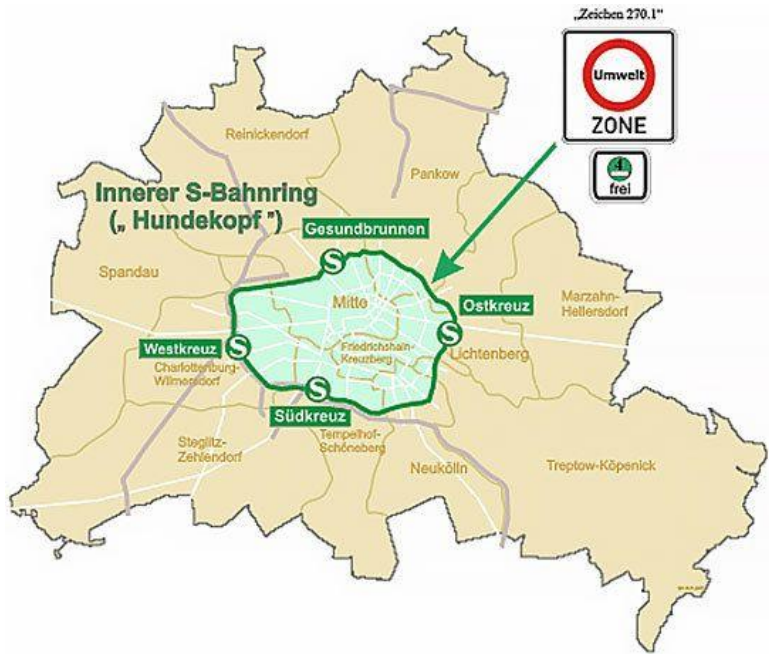 „Zeichen 270.1"
Umwelt
ZONE
4
frei
Reinickendorf
Pankow
Innerer S-Bahnring
(„ Hundekopf ”)
Gesundbrunnen
S
Spandau
Mitte
Ostkreuz
Marzahn-
Hellersdorf
S
Westkreuz
S
Friedrichshain-
Kreuzberg
Lichtenberg
Charlottenburg-
Wilmersdorf
S
Südkreuz
Steglitz-
Zehlendorf
Tempelhof-
Schöneberg
Neukölln
Treptow-Köpenick